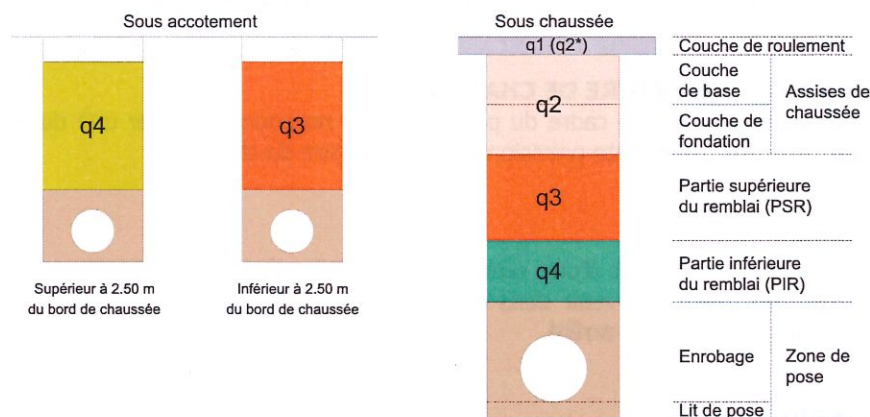 Sous accotement
q4
q3
Supérieur à 2.50 m
du bord de chaussée
Inférieur à 2.50 m
du bord de chaussée
Sous chaussée
q1 (q2*)
q2
q3
q4
Couche de roulement
Couche
de base
Couche de
fondation
Assises de
chaussée
Partie supérieure
du remblai (PSR)
Partie inférieure
du remblai (PIR)
Enrobage
Lit de pose
Zone de
pose